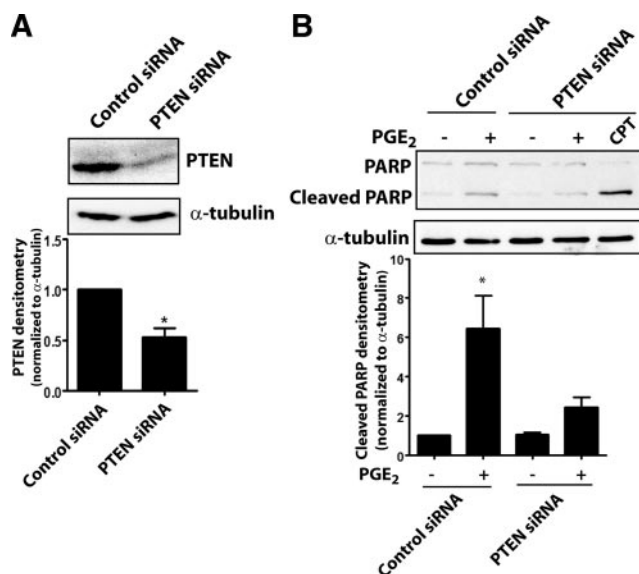 A
Control siRNA
PTEN siRNA
PTEN
α-tubulin
PTEN densitometry
(normalized to α-tubulin)
1.5
1.0
0.5
0.0
*
Control siRNA
PTEN siRNA
B
Control siRNA
PTEN siRNA
PGE2 - + - + CPT
PARP
Cleaved PARP
α-tubulin
Cleaved PARP densitometry
(normalized to α-tubulin)
10
8
6
4
2
0
*
PGE2 - + - +
Control siRNA
PTEN siRNA